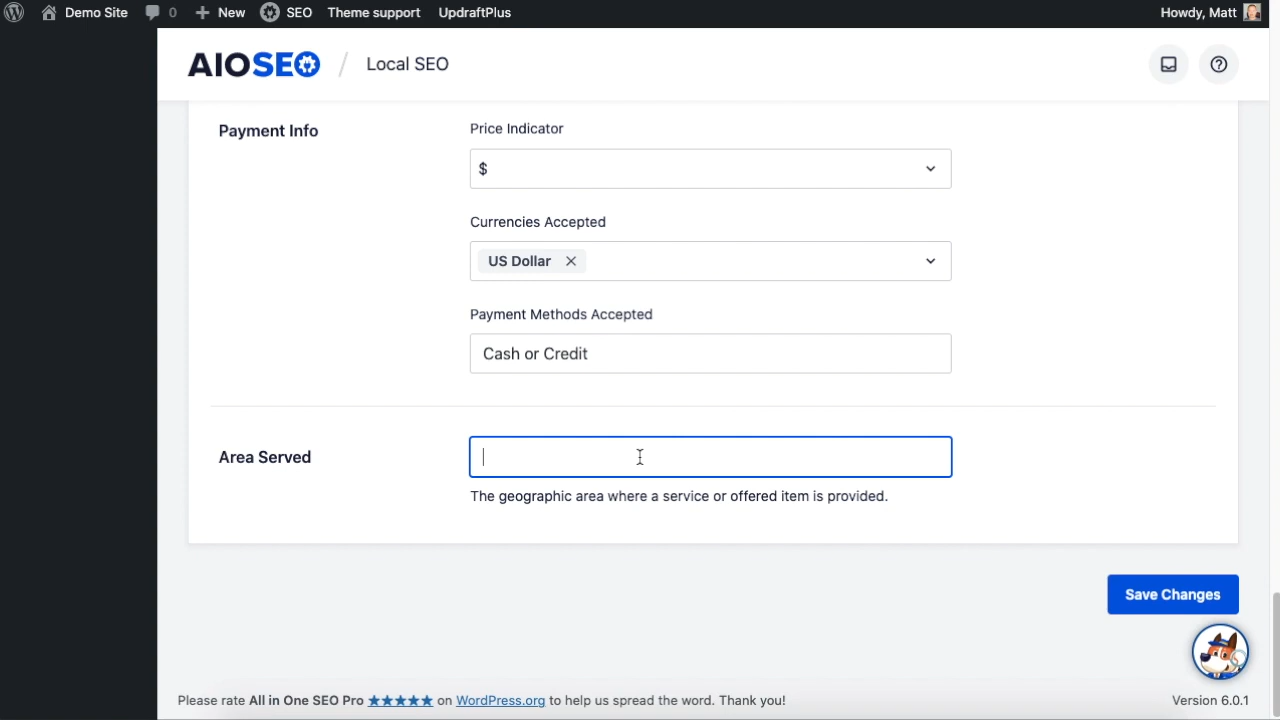 Demo Site 0 New SEO Theme support UpdraftPlus Howdy, Matt
AIOSEO / Local SEO
Payment Info
Price Indicator
$
Currencies Accepted
US Dollar
Payment Methods Accepted
Cash or Credit
Area Served
The geographic area where a service or offered item is provided.
Save Changes
Please rate All in One SEO Pro ★★★★★ on WordPress.org to help us spread the word. Thank you! Version 6.0.1